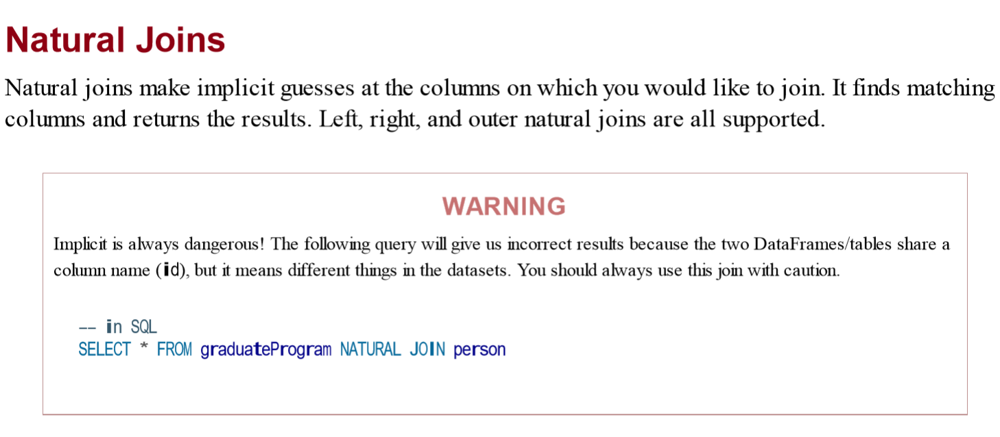 Natural Joins
Natural joins make implicit guesses at the columns on which you would like to join. It finds matching
columns and returns the results. Left, right, and outer natural joins are all supported.
WARNING
Implicit is always dangerous! The following query will give us incorrect results because the two DataFrames/tables share a
column name (id), but it means different things in the datasets. You should always use this join with caution.
-- in SQL
SELECT * FROM graduateProgram NATURAL JOIN person